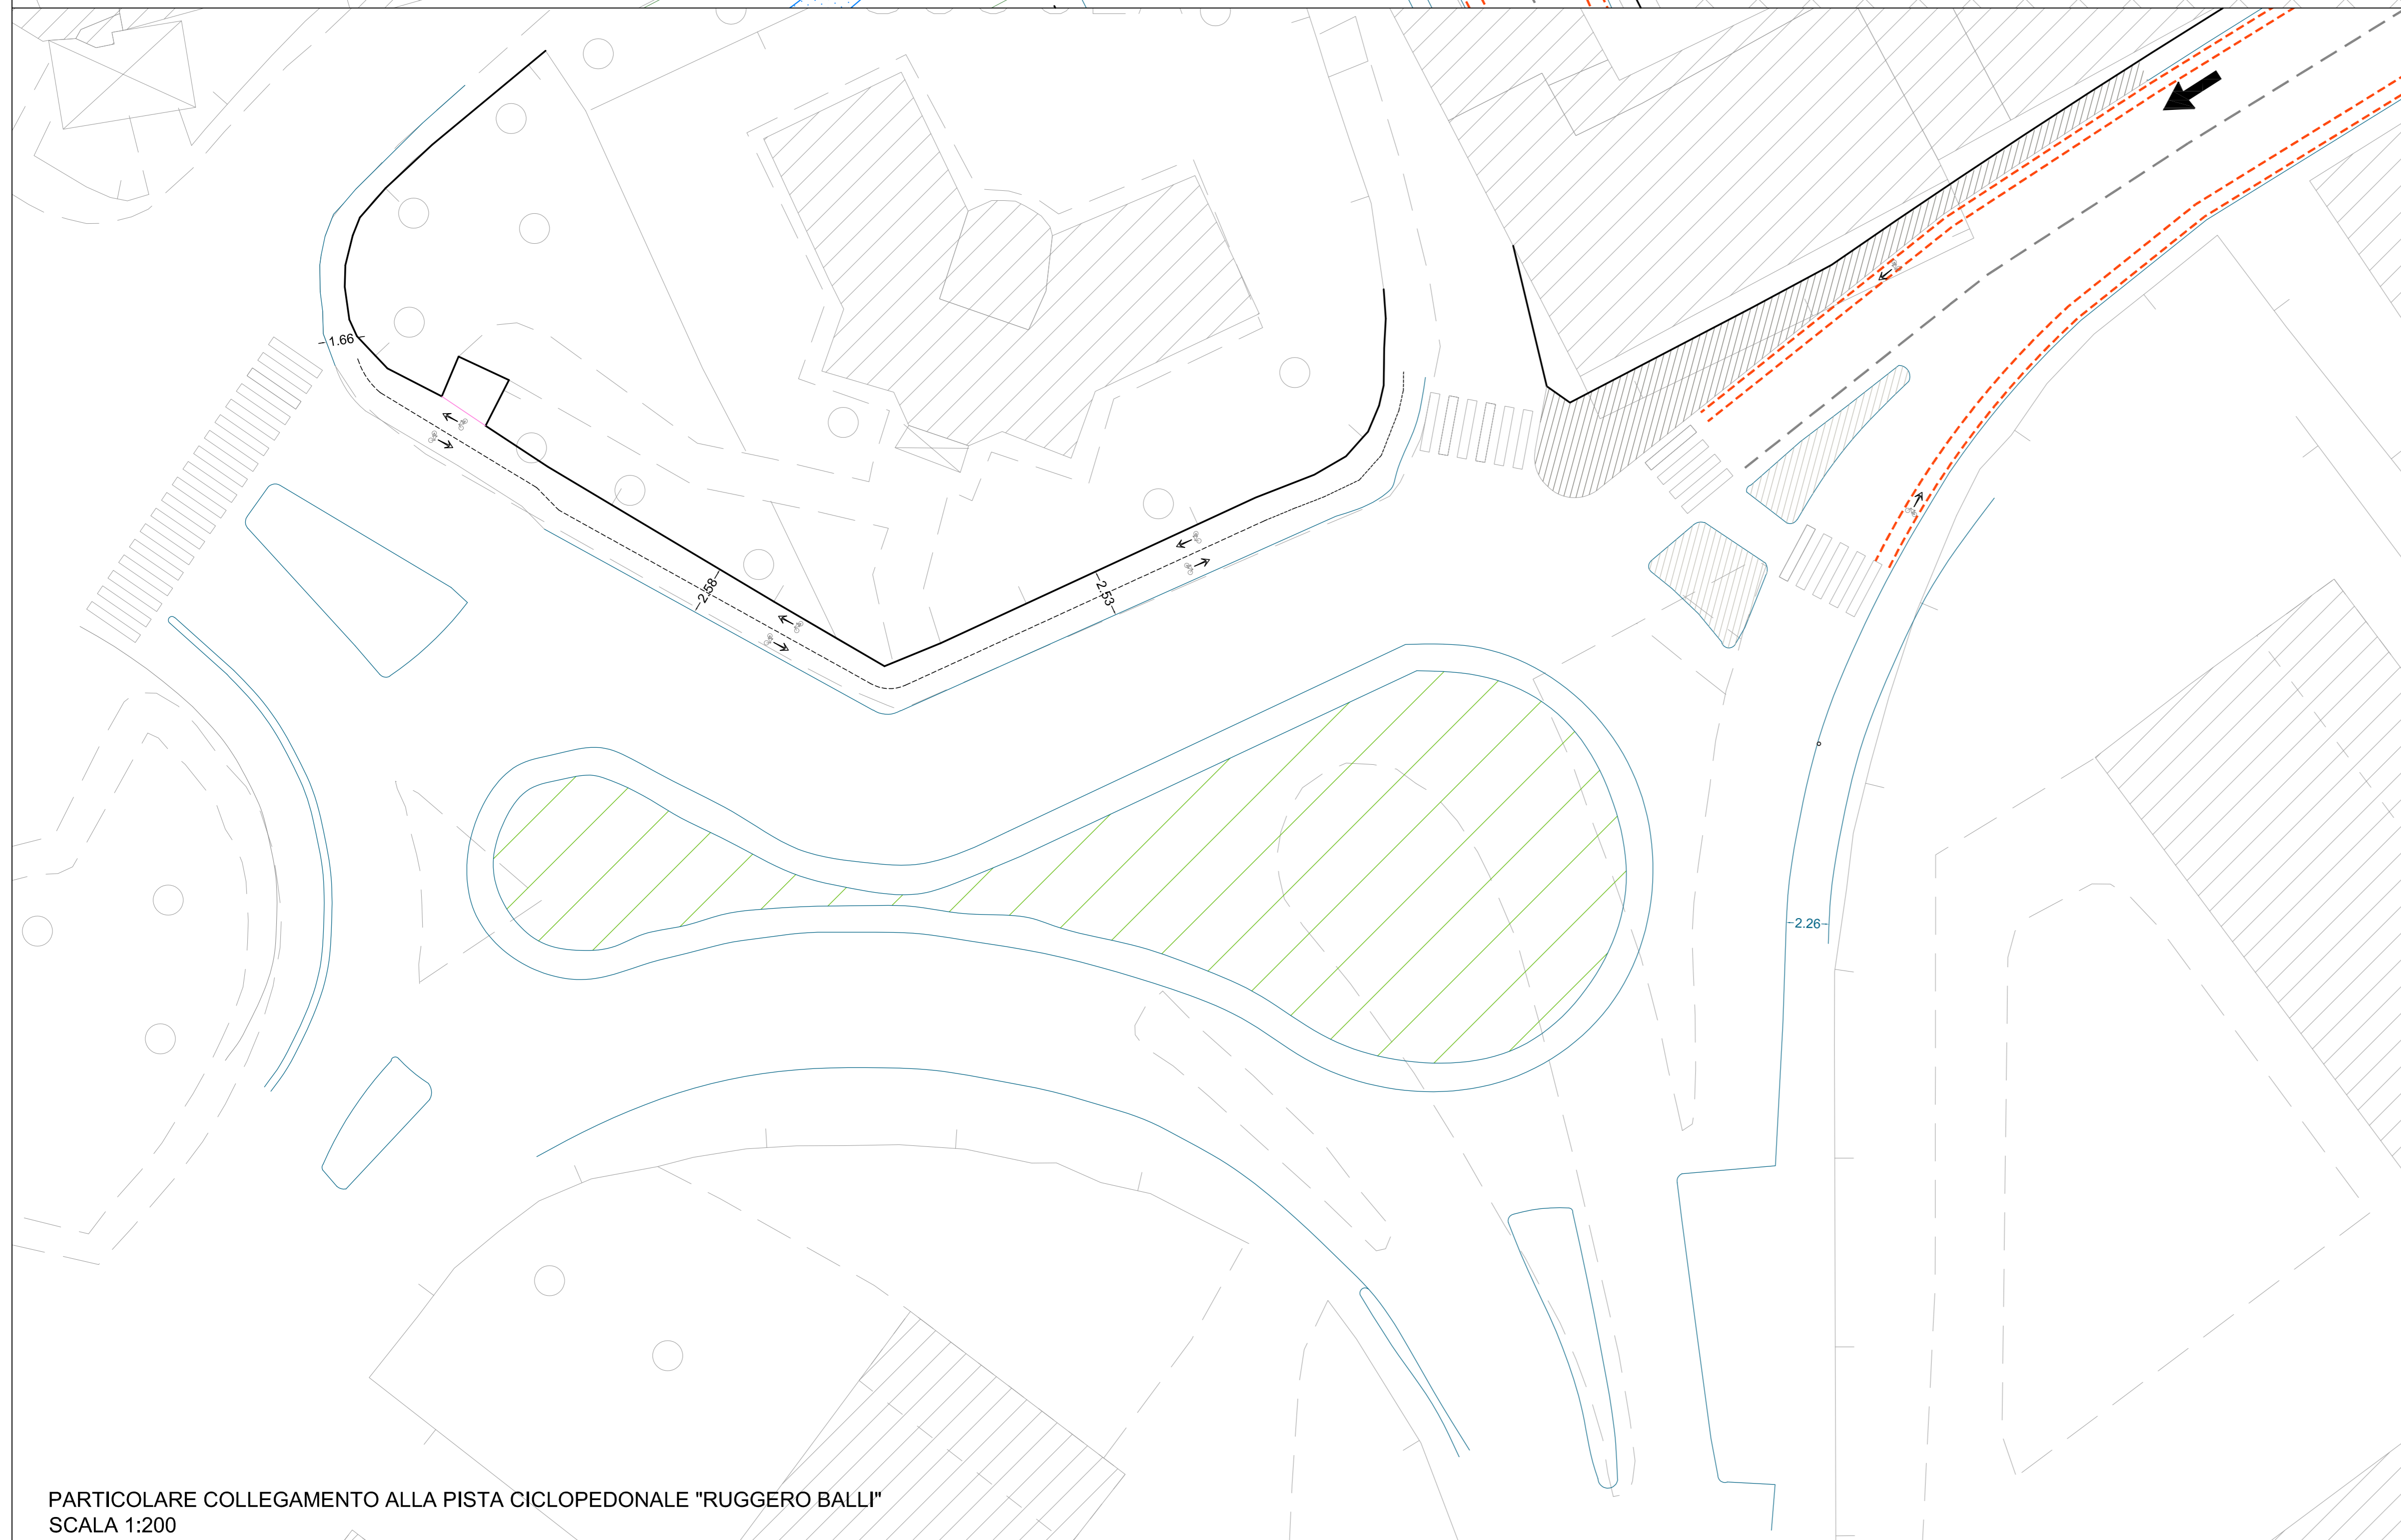 1.66
2.58
2.53
2.26
PARTICOLARE COLLEGAMENTO ALLA PISTA CICLOPEDONALE "RUGGERO BALLI"
SCALA 1:200